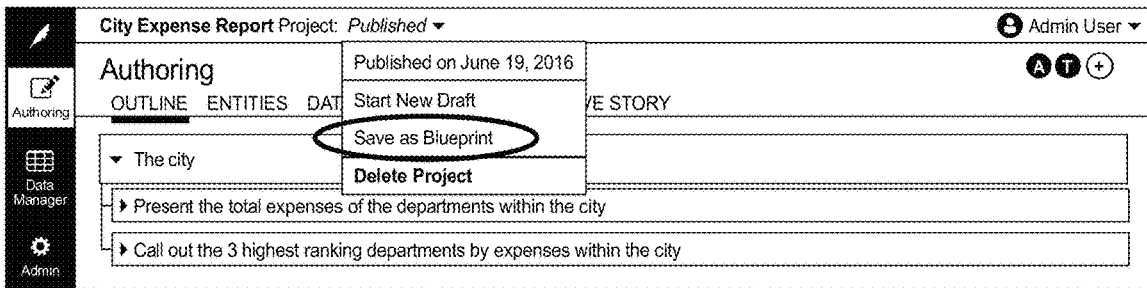 City Expense Report Project: Published ▾
Admin User ▾
Published on June 19, 2016
Authoring
A T +
Start New Draft
OUTLINE ENTITIES DAT
VE STORY
Authoring
Save as Blueprint
The city
Delete Project
Data
Manager
Present the total expenses of the departments within the city
Call out the 3 highest ranking departments by expenses within the city
Admin